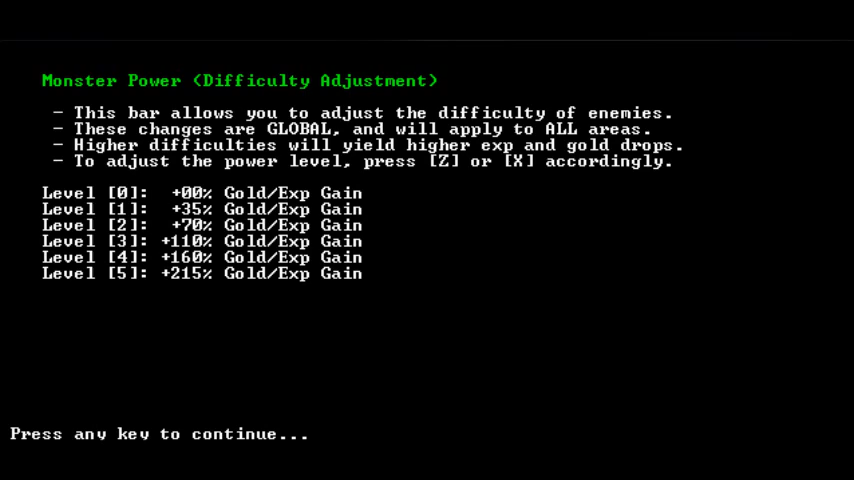 Monster Power (Difficulty Adjustment)
- This bar allows you to adjust the difficulty of enemies.
- These changes are GLOBAL, and will apply to ALL areas.
- Higher difficulties will yield higher exp and gold drops.
- To adjust the power level, press [Z] or [X] accordingly.
Level [0]: +00% Gold/Exp Gain
Level [1]: +35% Gold/Exp Gain
Level [2]: +70% Gold/Exp Gain
Level [3]: +110% Gold/Exp Gain
Level [4]: +160% Gold/Exp Gain
Level [5]: +215% Gold/Exp Gain
Press any key to continue...